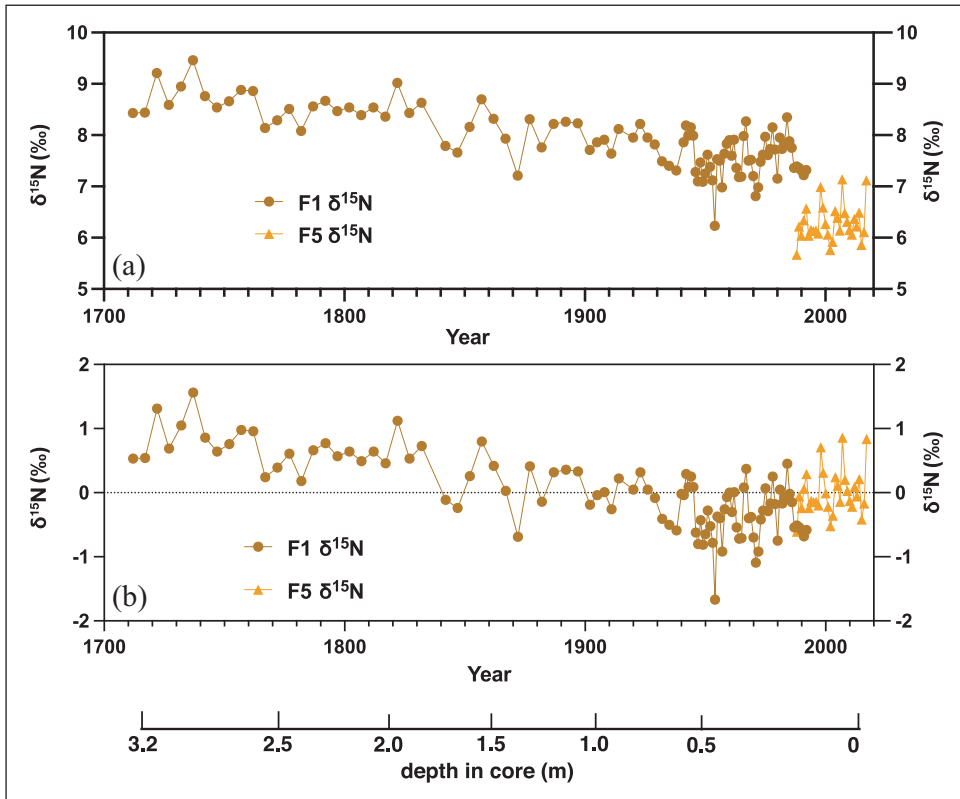 10 10
9 9
8 8
7 7
6 6
5 5
δ¹⁵N (‰) δ¹⁵N (‰)
F1 δ¹⁵N
F5 δ¹⁵N
(a)
1700 1800 1900 2000
Year
2 2
1 1
0 0
-1 -1
-2 -2
δ¹⁵N (‰) δ¹⁵N (‰)
F1 δ¹⁵N
F5 δ¹⁵N
(b)
1700 1800 1900 2000
Year
3.2 2.5 2.0 1.5 1.0 0.5 0
depth in core (m)